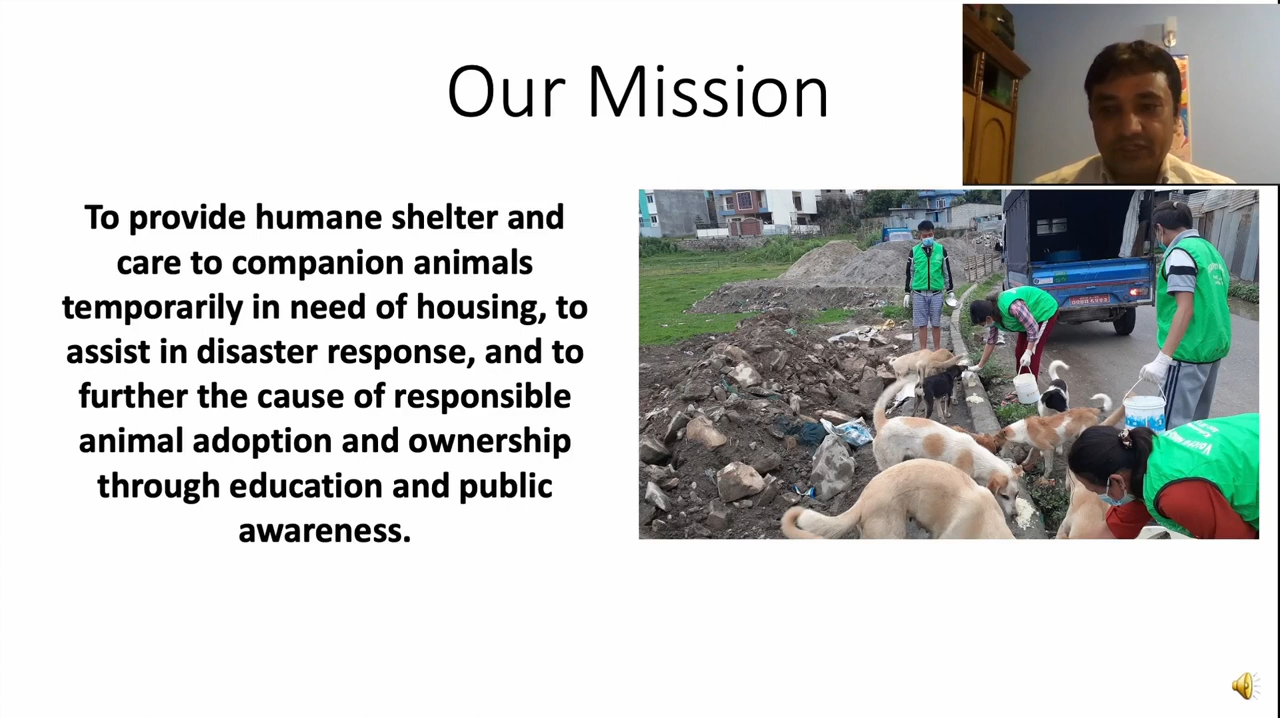 Our Mission
To provide humane shelter and
care to companion animals
temporarily in need of housing, to
assist in disaster response, and to
further the cause of responsible
animal adoption and ownership
through education and public
awareness.